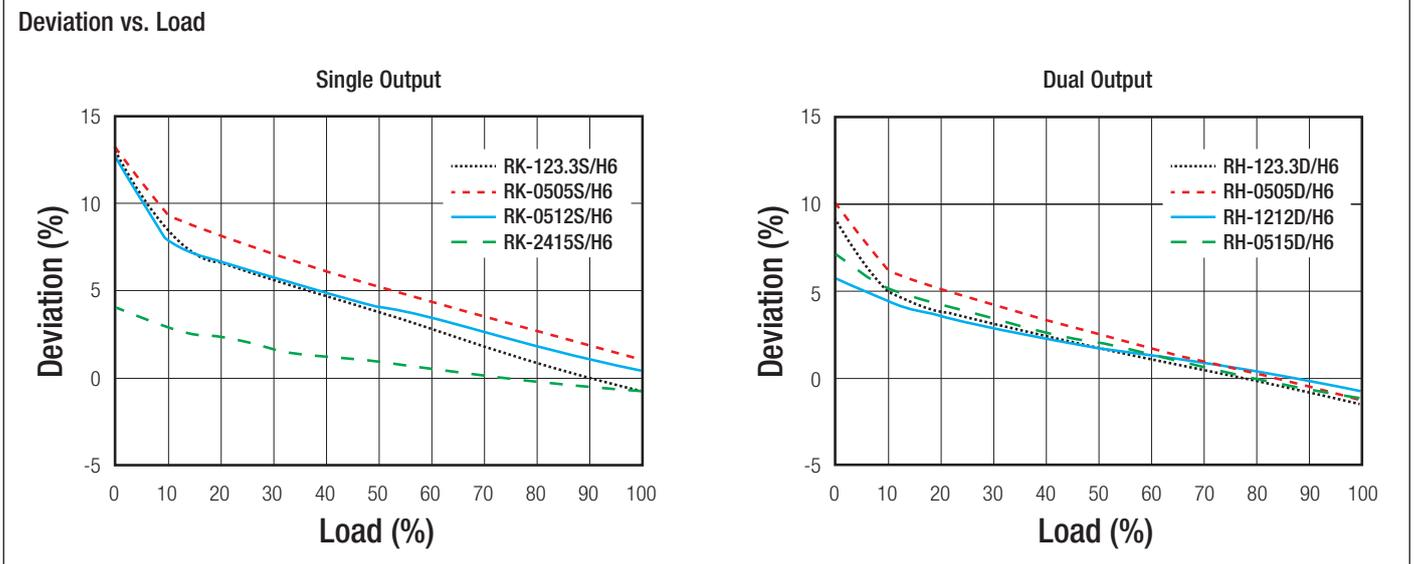 Deviation vs. Load
Single Output
15
10
5
0
-5
Deviation (%)
RK-123.3S/H6
RK-0505S/H6
RK-0512S/H6
RK-2415S/H6
0 10 20 30 40 50 60 70 80 90 100
Load (%)
Dual Output
15
10
5
0
-5
Deviation (%)
RH-123.3D/H6
RH-0505D/H6
RH-1212D/H6
RH-0515D/H6
0 10 20 30 40 50 60 70 80 90 100
Load (%)